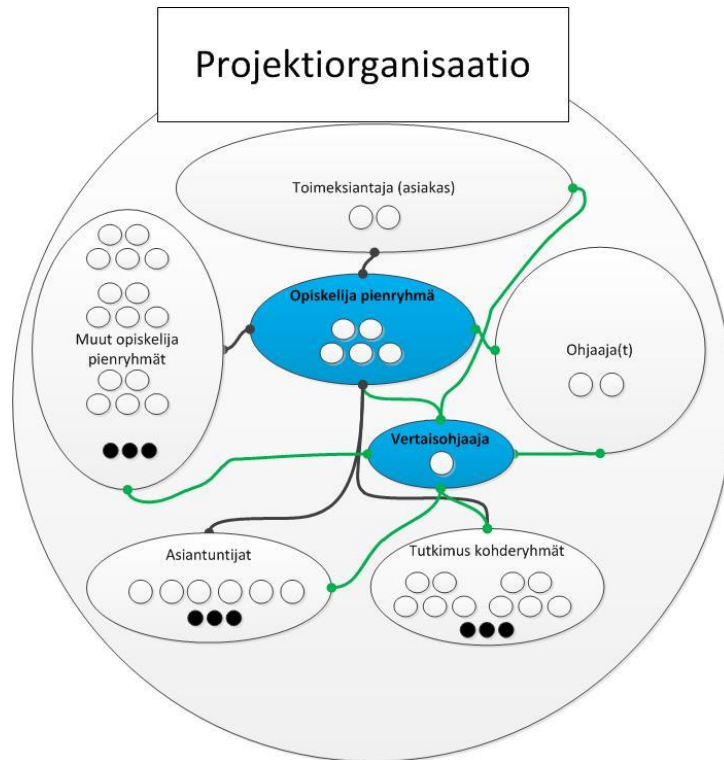 Projektiorganisaatio
Toimeksiantaja (asiakas)
Opiskelija pienryhmä
Muut opiskelija
pienryhmät
Ohjaaja(t)
Vertaisohjaaja
Asiantuntijat
Tutkimus kohderyhmät